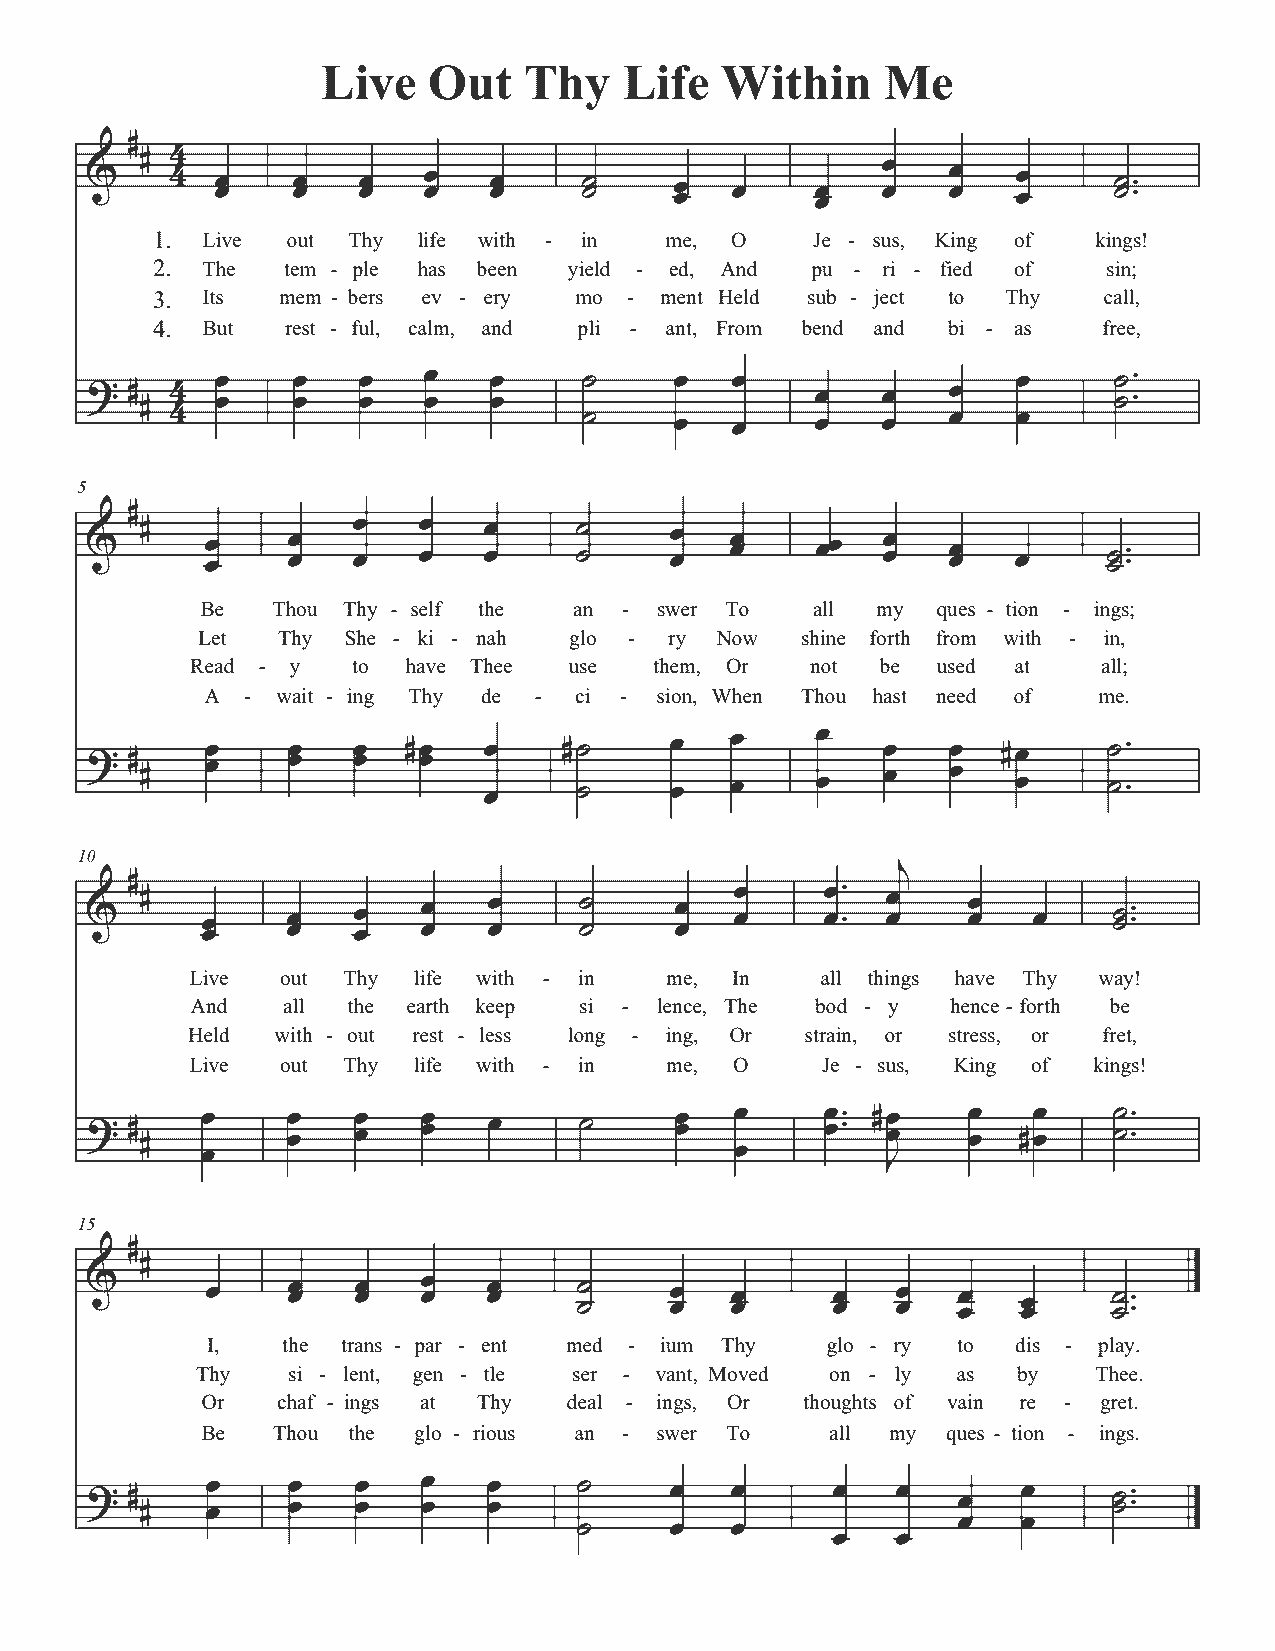 Live Out Thy Life Within Me
4
4
1. Live out Thy life with - in me, O Je - sus, King of kings!
2. The tem - ple has been yield - ed, And pu - ri - fied of sin;
3. Its mem - bers ev - ery mo - ment Held sub - ject to Thy call,
4. But rest - ful, calm, and pli - ant, From bend and bi - as free,
4
4
5
Be Thou Thy - self the an - swer To all my ques - tion - ings;
Let Thy She - ki - nah glo - ry Now shine forth from with - in,
Read - y to have Thee use them, Or not be used at all;
A - wait - ing Thy de - ci - sion, When Thou hast need of me.
10
Live out Thy life with - in me, In all things have Thy way!
And all the earth keep si - lence, The bod - y hence - forth be
Held with - out rest - less long - ing, Or strain, or stress, or fret,
Live out Thy life with - in me, O Je - sus, King of kings!
15
I, the trans - par - ent med - ium Thy glo - ry to dis - play.
Thy si - lent, gen - tle ser - vant, Moved on - ly as by Thee.
Or chaf - ings at Thy deal - ings, Or thoughts of vain re - gret.
Be Thou the glo - rious an - swer To all my ques - tion - ings.